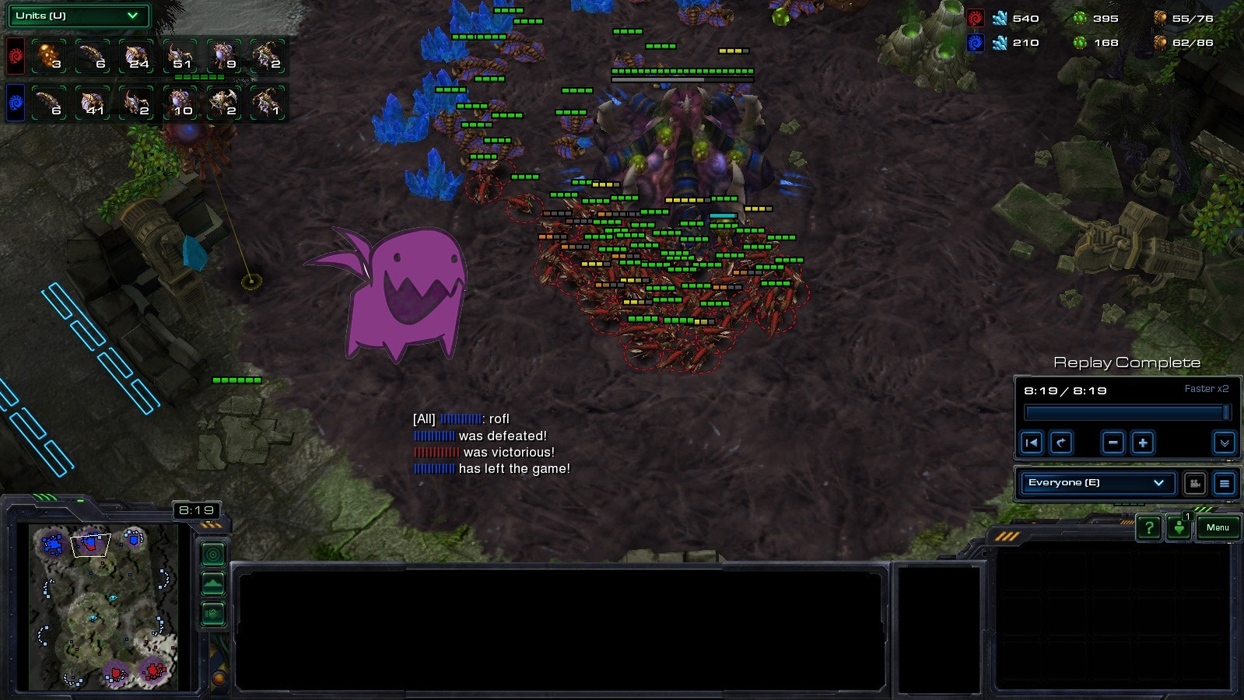 Units (U)
540 395 55/76
210 168 62/86
3 6 24 51 9 2
6 41 2 10 2 1
Replay Complete
8:19 / 8:19
Faster x2
[All] : rofl
was defeated!
was victorious!
has left the game!
Everyone (E)
8:19
?
1
Menu